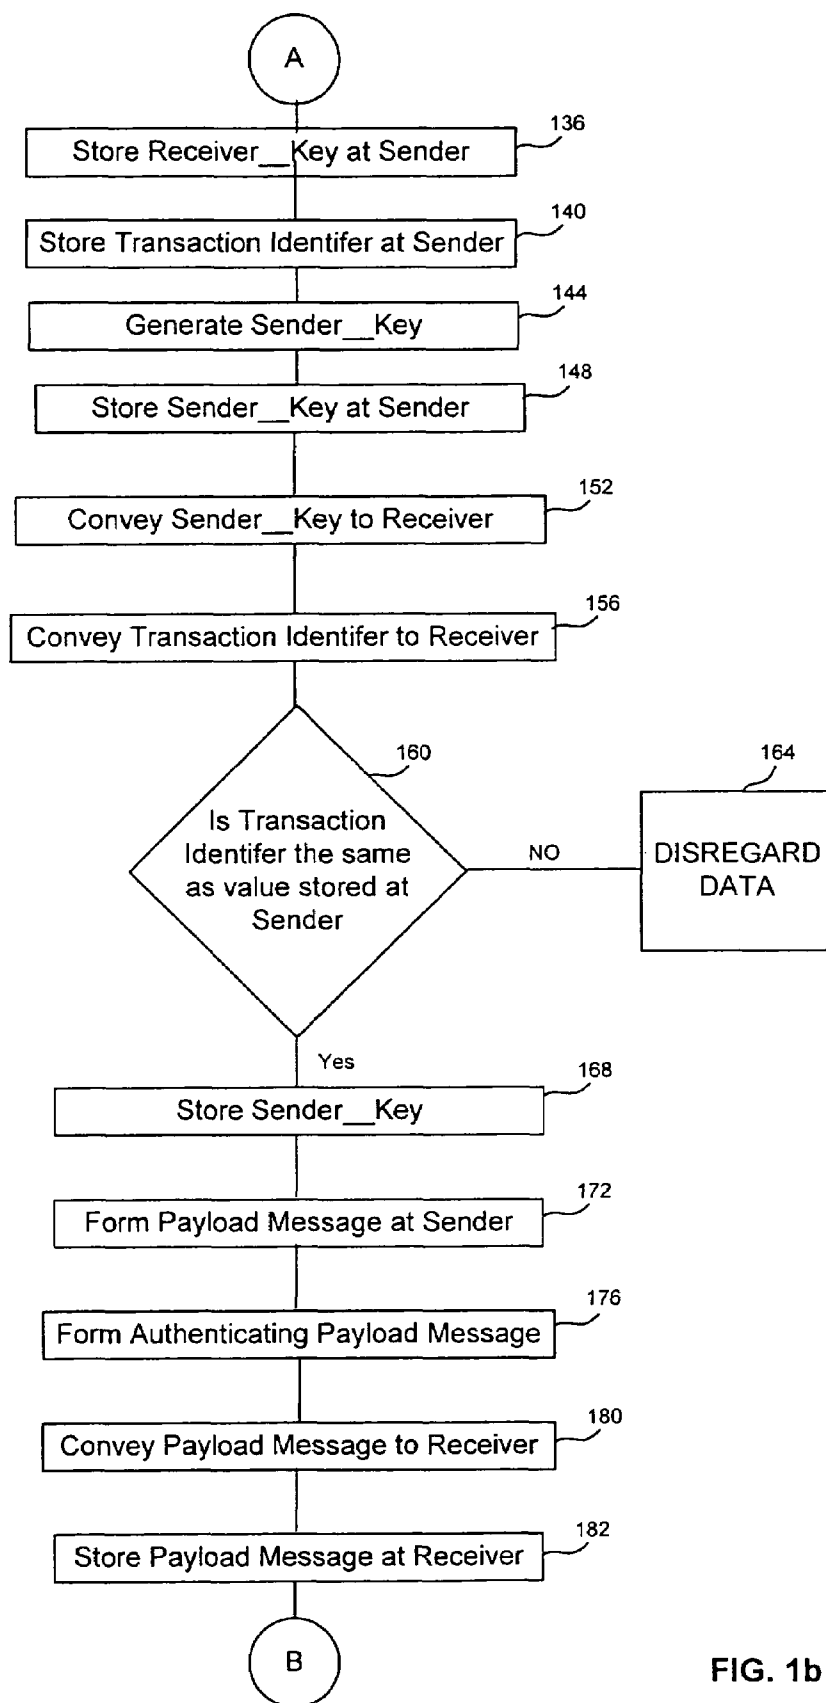 A
Store Receiver__Key at Sender
136
Store Transaction Identifer at Sender
140
Generate Sender__Key
144
Store Sender__Key at Sender
148
Convey Sender__Key to Receiver
152
Convey Transaction Identifer to Receiver
156
160
Is Transaction
Identifer the same
as value stored at
Sender
NO
164
DISREGARD
DATA
Yes
Store Sender__Key
168
Form Payload Message at Sender
172
Form Authenticating Payload Message
176
Convey Payload Message to Receiver
180
Store Payload Message at Receiver
182
B
FIG. 1b